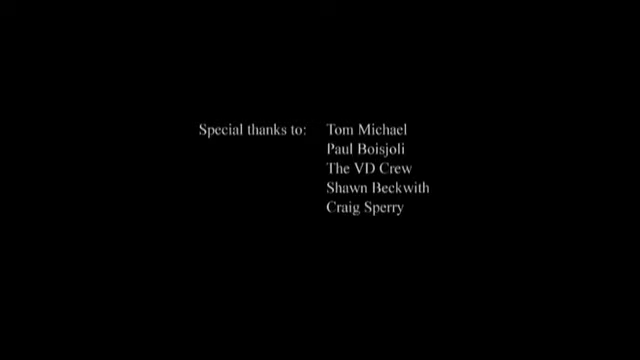 Special thanks to: Tom Michael
Paul Boisjoli
The VD Crew
Shawn Beckwith
Craig Sperry